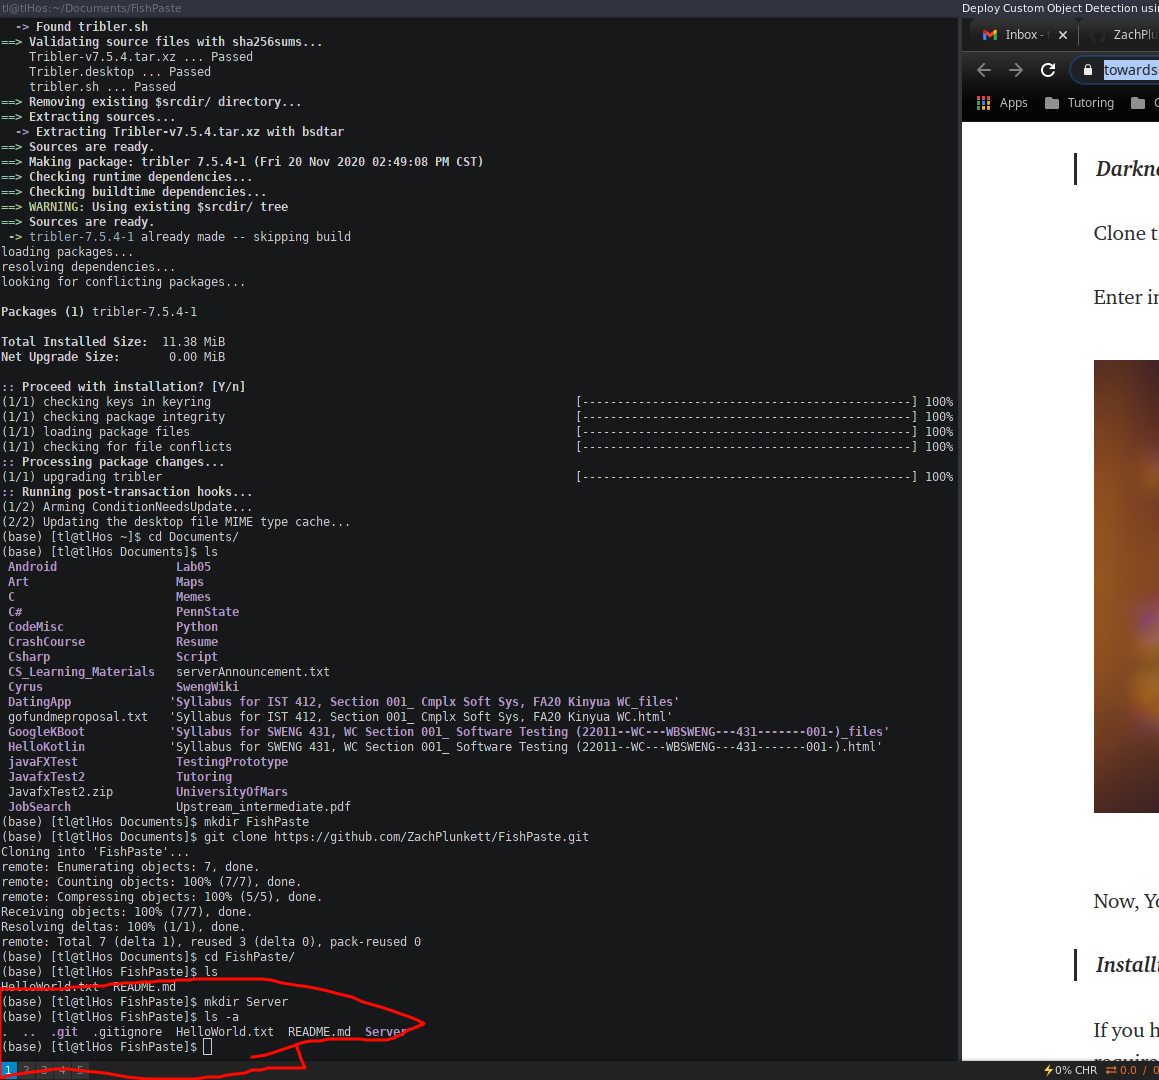 tl@tlHos:~/Documents/FishPaste
-> Found tribler.sh
==> Validating source files with sha256sums...
Tribler-v7.5.4.tar.xz ... Passed
Tribler.desktop ... Passed
tribler.sh ... Passed
==> Removing existing $srcdir/ directory...
==> Extracting sources...
-> Extracting Tribler-v7.5.4.tar.xz with bsdtar
==> Sources are ready.
==> Making package: tribler 7.5.4-1 (Fri 20 Nov 2020 02:49:08 PM CST)
==> Checking runtime dependencies...
==> Checking buildtime dependencies...
==> WARNING: Using existing $srcdir/ tree
==> Sources are ready.
-> tribler-7.5.4-1 already made -- skipping build
loading packages...
resolving dependencies...
looking for conflicting packages...
Packages (1) tribler-7.5.4-1
Total Installed Size:  11.38 MiB
Net Upgrade Size:       0.00 MiB
:: Proceed with installation? [Y/n]
(1/1) checking keys in keyring [-----------------------------------------------] 100%
(1/1) checking package integrity [-----------------------------------------------] 100%
(1/1) loading package files [-----------------------------------------------] 100%
(1/1) checking for file conflicts [-----------------------------------------------] 100%
:: Processing package changes...
(1/1) upgrading tribler [-----------------------------------------------] 100%
:: Running post-transaction hooks...
(1/2) Arming ConditionNeedsUpdate...
(2/2) Updating the desktop file MIME type cache...
(base) [tl@tlHos ~]$ cd Documents/
(base) [tl@tlHos Documents]$ ls
Android Lab05
Art Maps
C Memes
C# PennState
CodeMisc Python
CrashCourse Resume
Csharp Script
CS_Learning_Materials serverAnnouncement.txt
Cyrus SwengWiki
DatingApp 'Syllabus for IST 412, Section 001_ Cmplx Soft Sys, FA20 Kinyua WC_files'
gofundmeproposal.txt 'Syllabus for IST 412, Section 001_ Cmplx Soft Sys, FA20 Kinyua WC.html'
GoogleKBoot 'Syllabus for SWENG 431, WC Section 001_ Software Testing (22011--WC---WBSWENG---431-------001-)_files'
HelloKotlin 'Syllabus for SWENG 431, WC Section 001_ Software Testing (22011--WC---WBSWENG---431-------001-).html'
javaFXTest TestingPrototype
JavafxTest2 Tutoring
JavafxTest2.zip UniversityOfMars
JobSearch Upstream_intermediate.pdf
(base) [tl@tlHos Documents]$ mkdir FishPaste
(base) [tl@tlHos Documents]$ git clone https://github.com/ZachPlunkett/FishPaste.git
Cloning into 'FishPaste'...
remote: Enumerating objects: 7, done.
remote: Counting objects: 100% (7/7), done.
remote: Compressing objects: 100% (5/5), done.
Receiving objects: 100% (7/7), done.
Resolving deltas: 100% (1/1), done.
remote: Total 7 (delta 1), reused 3 (delta 0), pack-reused 0
(base) [tl@tlHos Documents]$ cd FishPaste/
(base) [tl@tlHos FishPaste]$ ls
HelloWorld.txt README.md
(base) [tl@tlHos FishPaste]$ mkdir Server
(base) [tl@tlHos FishPaste]$ ls -a
. .. .git .gitignore HelloWorld.txt README.md Server
(base) [tl@tlHos FishPaste]$
1 2 3 4 5
Deploy Custom Object Detection usin
Inbox - ZachPlu
towards
Apps Tutoring
Darkne
Clone t
Enter in
Now, Yo
Installi
If you h
⚡0% CHR 0.0 / 0